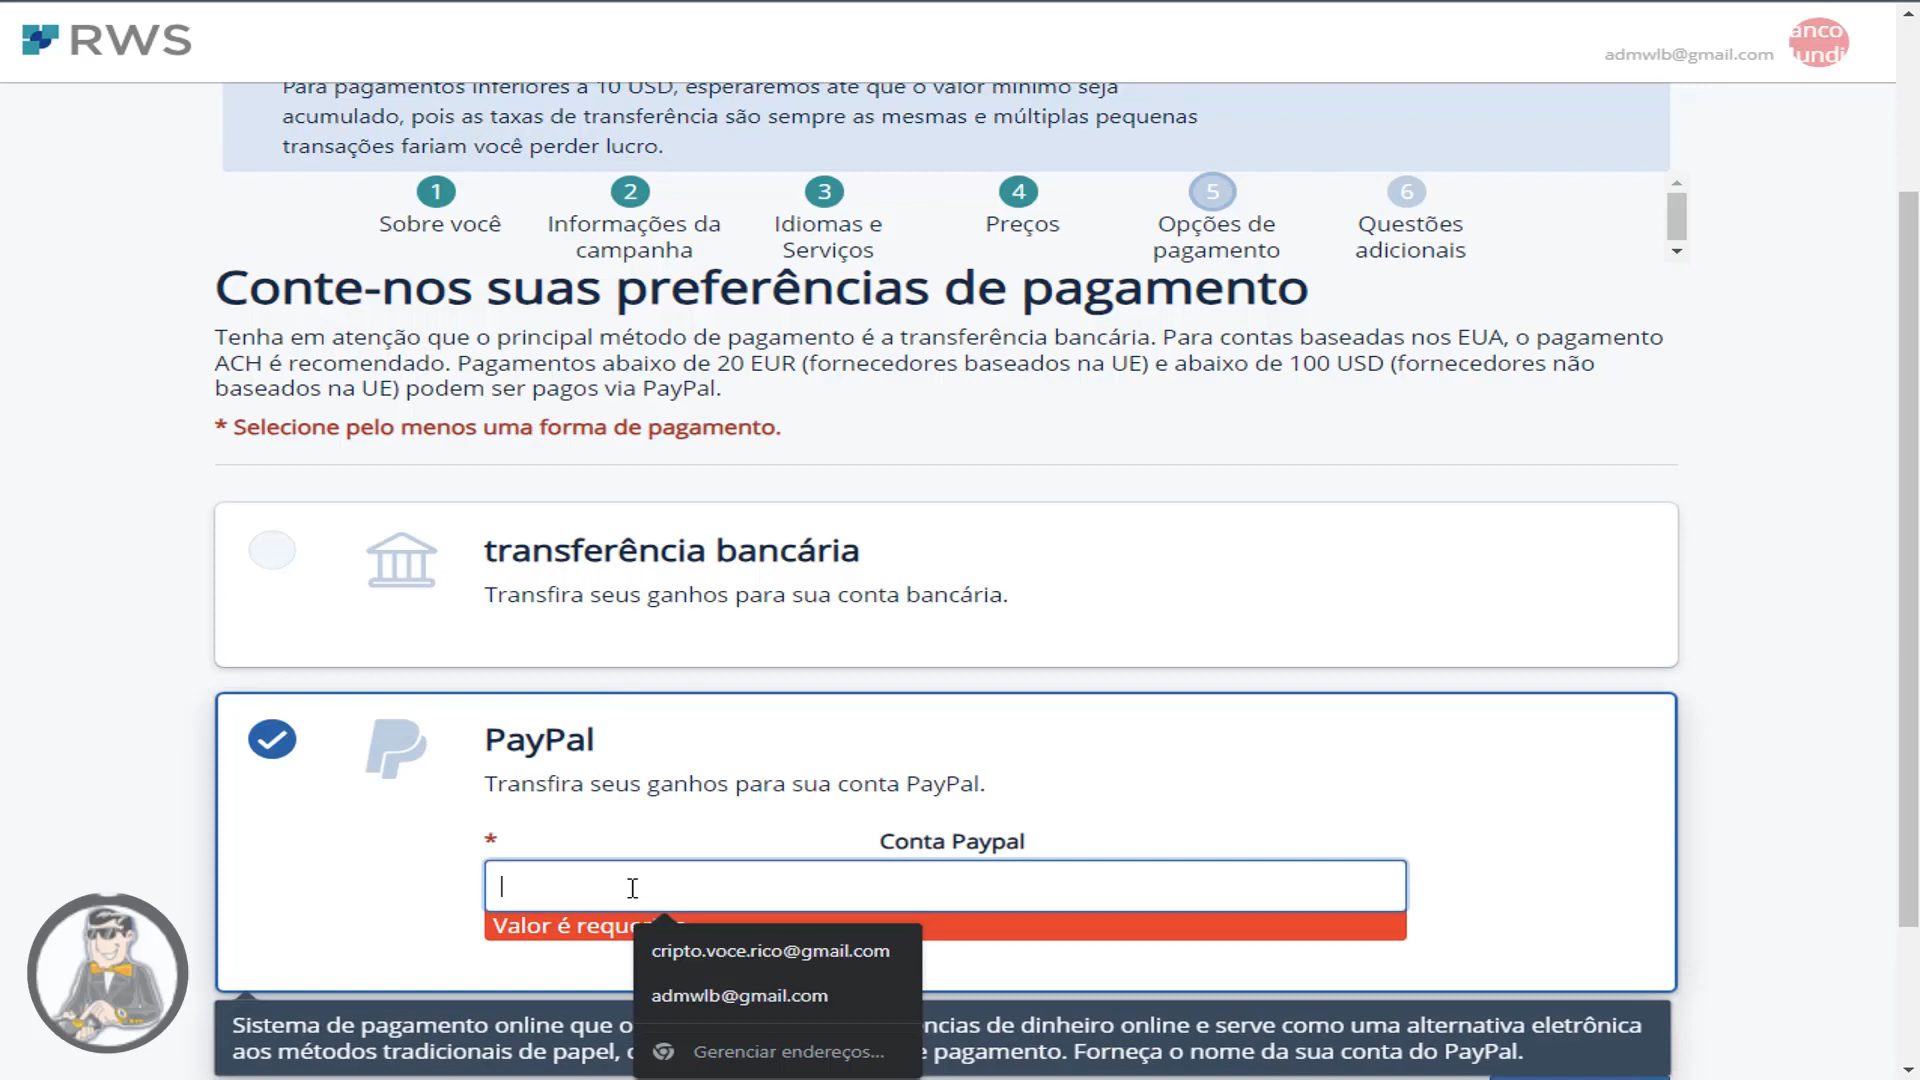 RWS
admwlb@gmail.com
anco
undi
Para pagamentos inferiores a 10 USD, esperaremos até que o valor mínimo seja
acumulado, pois as taxas de transferência são sempre as mesmas e múltiplas pequenas
transações fariam você perder lucro.
1 2 3 4 5 6
Sobre você
Informações da
campanha
Idiomas e
Serviços
Preços
Opções de
pagamento
Questões
adicionais
Conte-nos suas preferências de pagamento
Tenha em atenção que o principal método de pagamento é a transferência bancária. Para contas baseadas nos EUA, o pagamento
ACH é recomendado. Pagamentos abaixo de 20 EUR (fornecedores baseados na UE) e abaixo de 100 USD (fornecedores não
baseados na UE) podem ser pagos via PayPal.
* Selecione pelo menos uma forma de pagamento.
transferência bancária
Transfira seus ganhos para sua conta bancária.
PayPal
Transfira seus ganhos para sua conta PayPal.
* Conta Paypal
Valor é
cripto.voce.rico@gmail.com
admwlb@gmail.com
Gerenciar endereços...
Sistema de pagamento online que de dinheiro online e serve como uma alternativa eletrônica
aos métodos tradicionais de papel, pagamento. Forneça o nome da sua conta do PayPal.